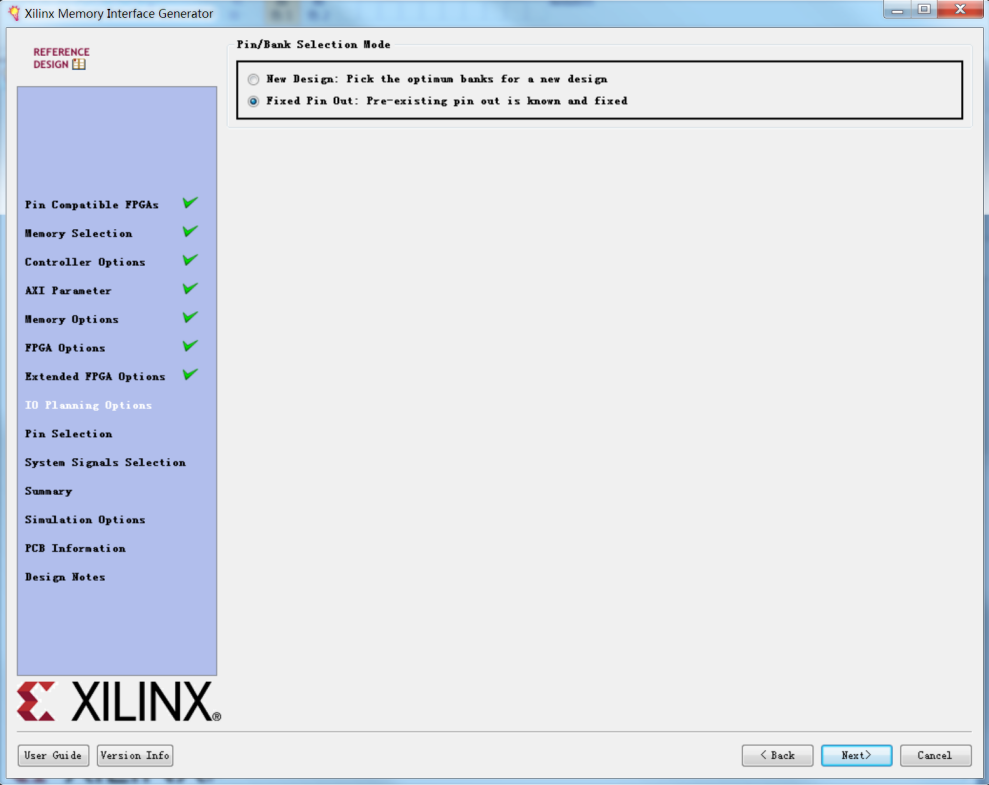 Xilinx Memory Interface Generator
REFERENCE
DESIGN
Pin/Bank Selection Mode
New Design: Pick the optimum banks for a new design
Fixed Pin Out: Pre-existing pin out is known and fixed
Pin Compatible FPGAs
Memory Selection
Controller Options
AXI Parameter
Memory Options
FPGA Options
Extended FPGA Options
IO Planning Options
Pin Selection
System Signals Selection
Summary
Simulation Options
PCB Information
Design Notes
XILINX®
User Guide
Version Info
< Back
Next>
Cancel